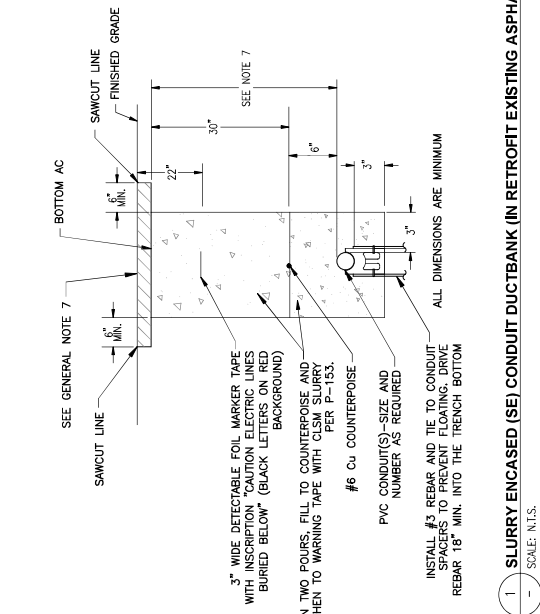 SEE GENERAL NOTE 7
BOTTOM AC
SAWCUT LINE
SAWCUT LINE
FINISHED GRADE
6"
MIN.
6"
MIN.
22"
30"
SEE NOTE 7
6"
3"
3"
3" WIDE DETECTABLE FOIL MARKER TAPE
WITH INSCRIPTION "CAUTION ELECTRIC LINES
BURIED BELOW" (BLACK LETTERS ON RED
BACKGROUND)
N TWO POURS, FILL TO COUNTERPOISE AND
HEN TO WARNING TAPE WITH CLSM SLURRY
PER P-153.
#6 Cu COUNTERPOISE
PVC CONDUIT(S)-SIZE AND
NUMBER AS REQUIRED
INSTALL #3 REBAR AND TIE TO CONDUIT
SPACERS TO PREVENT FLOATING. DRIVE
REBAR 18" MIN. INTO THE TRENCH BOTTOM
ALL DIMENSIONS ARE MINIMUM
1
-
SLURRY ENCASED (SE) CONDUIT DUCTBANK (IN RETROFIT EXISTING ASPHA
SCALE: N.T.S.